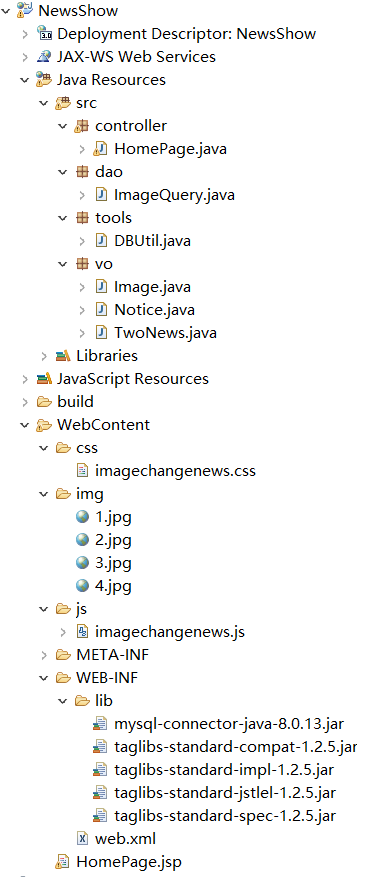 NewsShow
Deployment Descriptor: NewsShow
JAX-WS Web Services
Java Resources
src
controller
HomePage.java
dao
ImageQuery.java
tools
DBUtil.java
vo
Image.java
Notice.java
TwoNews.java
Libraries
JavaScript Resources
build
WebContent
css
imagechangenews.css
img
1.jpg
2.jpg
3.jpg
4.jpg
js
imagechangenews.js
META-INF
WEB-INF
lib
mysql-connector-java-8.0.13.jar
taglibs-standard-compat-1.2.5.jar
taglibs-standard-impl-1.2.5.jar
taglibs-standard-jstlel-1.2.5.jar
taglibs-standard-spec-1.2.5.jar
web.xml
HomePage.jsp